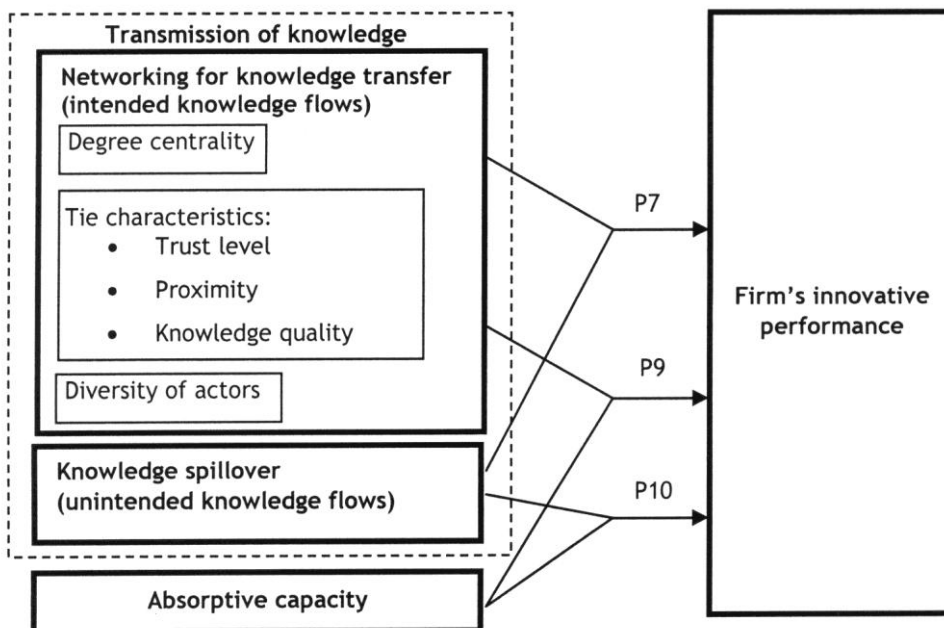 Transmission of knowledge
Networking for knowledge transfer
(intended knowledge flows)
Degree centrality
Tie characteristics:
• Trust level
• Proximity
• Knowledge quality
Diversity of actors
Knowledge spillover
(unintended knowledge flows)
Absorptive capacity
P7
P9
P10
Firm's innovative
performance